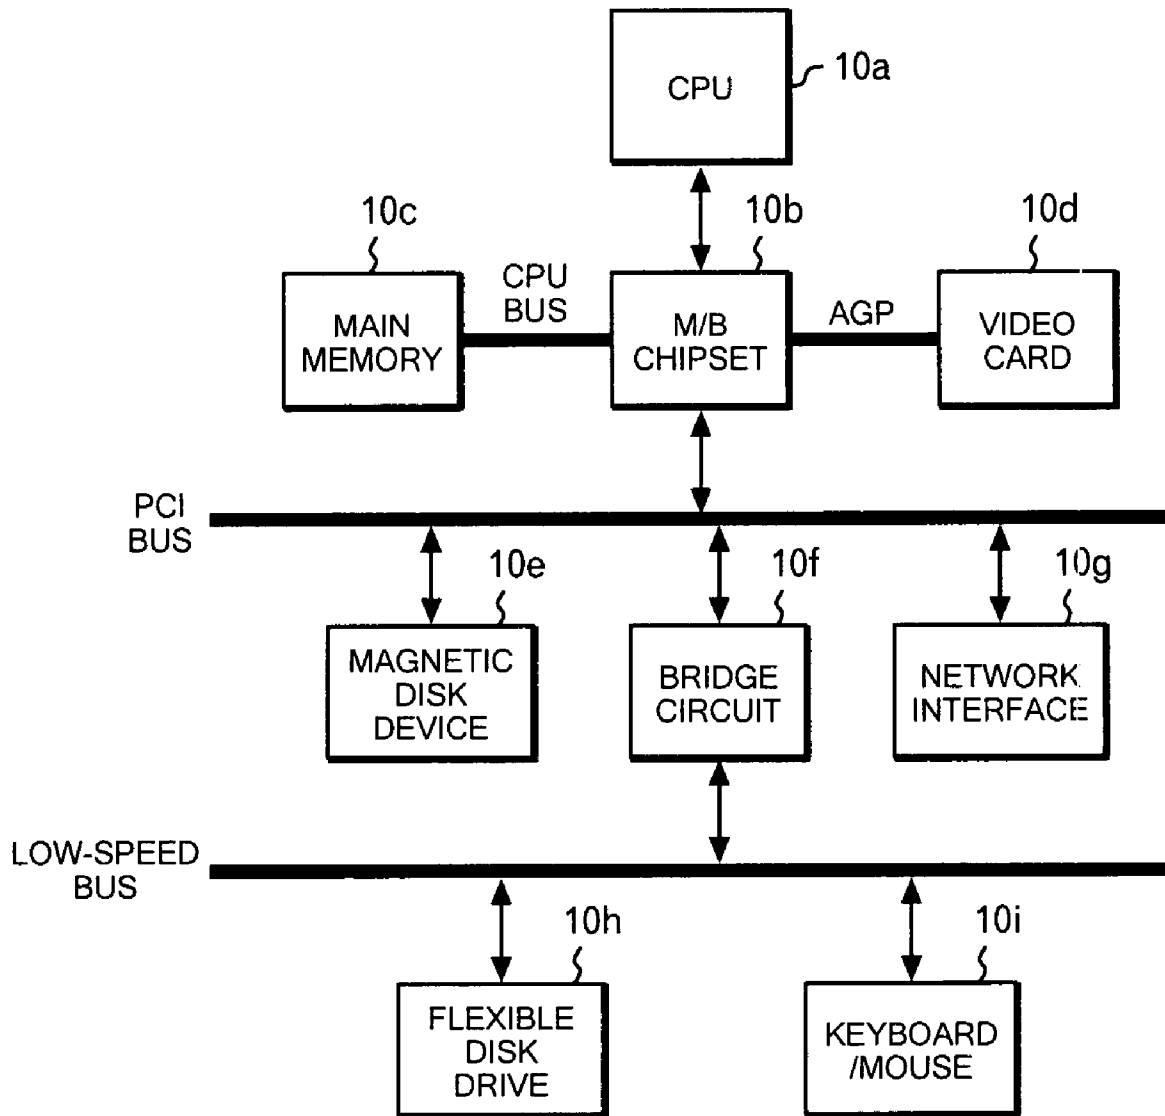 CPU
10a
10c
10b
10d
CPU
BUS
MAIN
MEMORY
M/B
CHIPSET
AGP
VIDEO
CARD
PCI
BUS
10e
10f
10g
MAGNETIC
DISK
DEVICE
BRIDGE
CIRCUIT
NETWORK
INTERFACE
LOW-SPEED
BUS
10h
10i
FLEXIBLE
DISK
DRIVE
KEYBOARD
/MOUSE